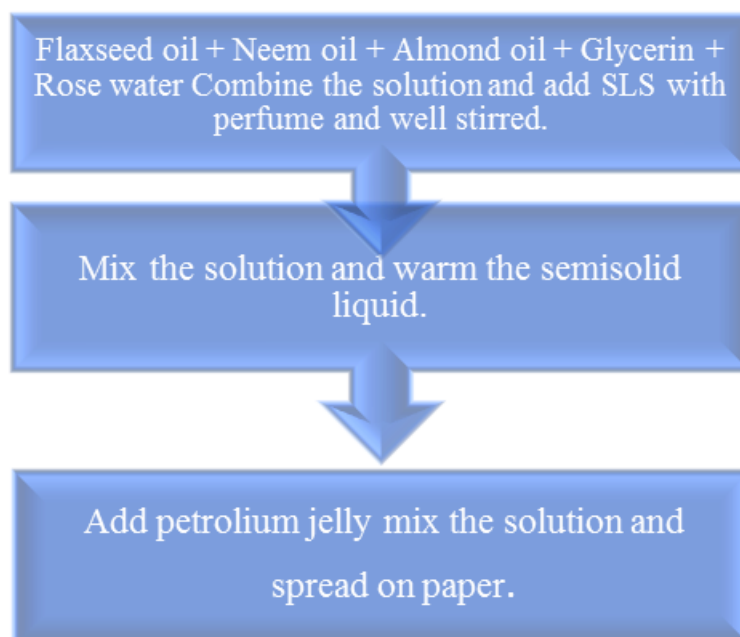 Flaxseed oil + Neem oil + Almond oil + Glycerin +
Rose water Combine the solution and add SLS with
perfume and well stirred.
Mix the solution and warm the semisolid
liquid.
Add petrolium jelly mix the solution and
spread on paper.